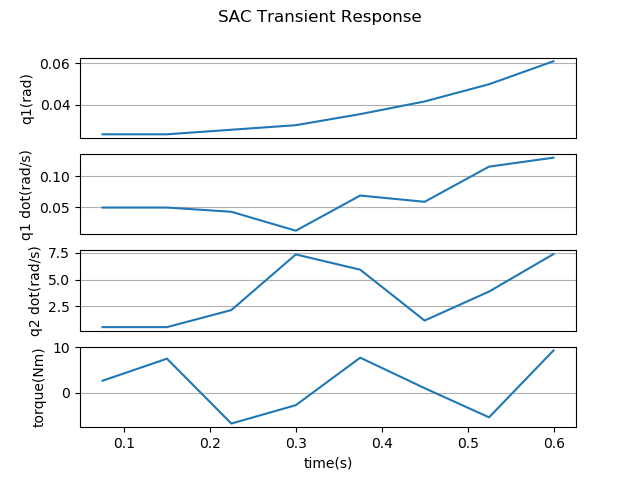 SAC Transient Response
q1(rad)
0.06
0.04
q1 dot(rad/s)
0.10
0.05
q2 dot(rad/s)
7.5
5.0
2.5
torque(Nm)
10
0
0.1 0.2 0.3 0.4 0.5 0.6
time(s)